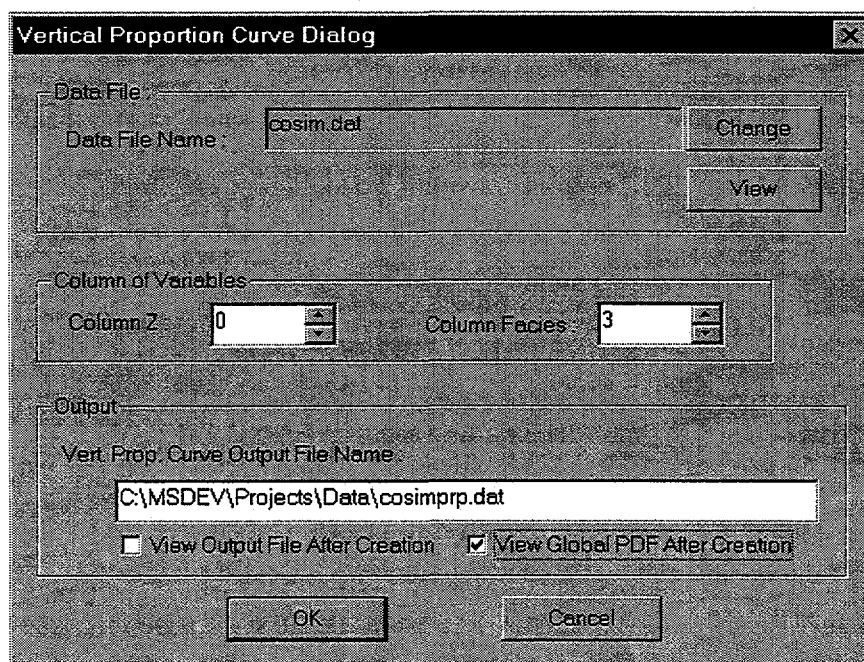 Vertical Proportion Curve Dialog
Data File :
Data File Name : cosim.dat Change
View
Column of Variables
Column Z : 0 Column Facies : 3
Output
Vert. Prop. Curve Output File Name :
C:\MSDEV\Projects\Data\cosimprp.dat
View Output File After Creation View Global PDF After Creation
OK Cancel